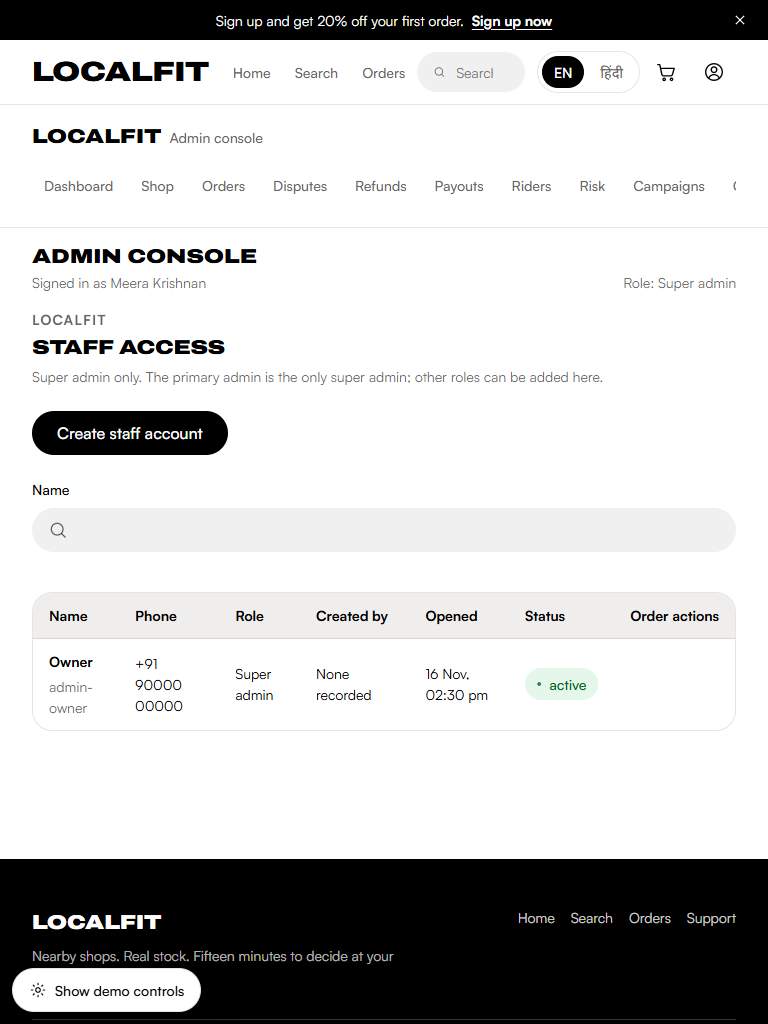 Sign up and get 20% off your first order. Sign up now
LOCALFIT
Home
Search
Orders
Searcl
EN
हिंदी
LOCALFIT Admin console
Dashboard
Shop
Orders
Disputes
Refunds
Payouts
Riders
Risk
Campaigns
ADMIN CONSOLE
Signed in as Meera Krishnan
Role: Super admin
LOCALFIT
STAFF ACCESS
Super admin only. The primary admin is the only super admin; other roles can be added here.
Create staff account
Name
Name
Phone
Role
Created by
Opened
Status
Order actions
Owner
admin-
owner
+91
90000
00000
Super
admin
None
recorded
16 Nov,
02:30 pm
active
LOCALFIT
Home
Search
Orders
Support
Nearby shops. Real stock. Fifteen minutes to decide at your
Show demo controls